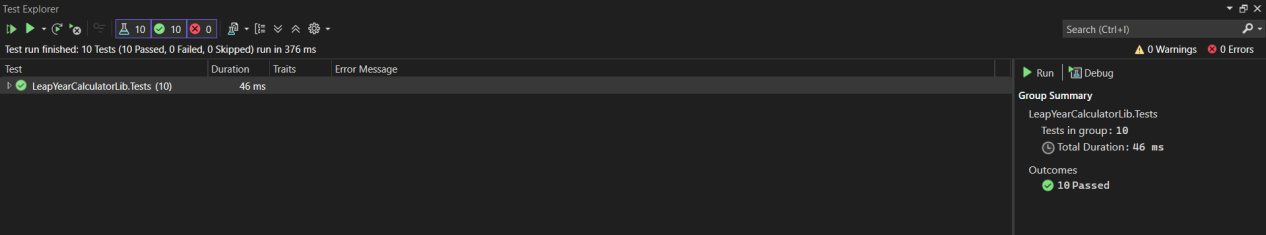 Test Explorer
10 10 0
Search (Ctrl+I)
Test run finished: 10 Tests (10 Passed, 0 Failed, 0 Skipped) run in 376 ms
0 Warnings 0 Errors
Test Duration Traits Error Message
LeapYearCalculatorLib.Tests (10) 46 ms
Run Debug
Group Summary
LeapYearCalculatorLib.Tests
Tests in group: 10
Total Duration: 46 ms
Outcomes
10 Passed